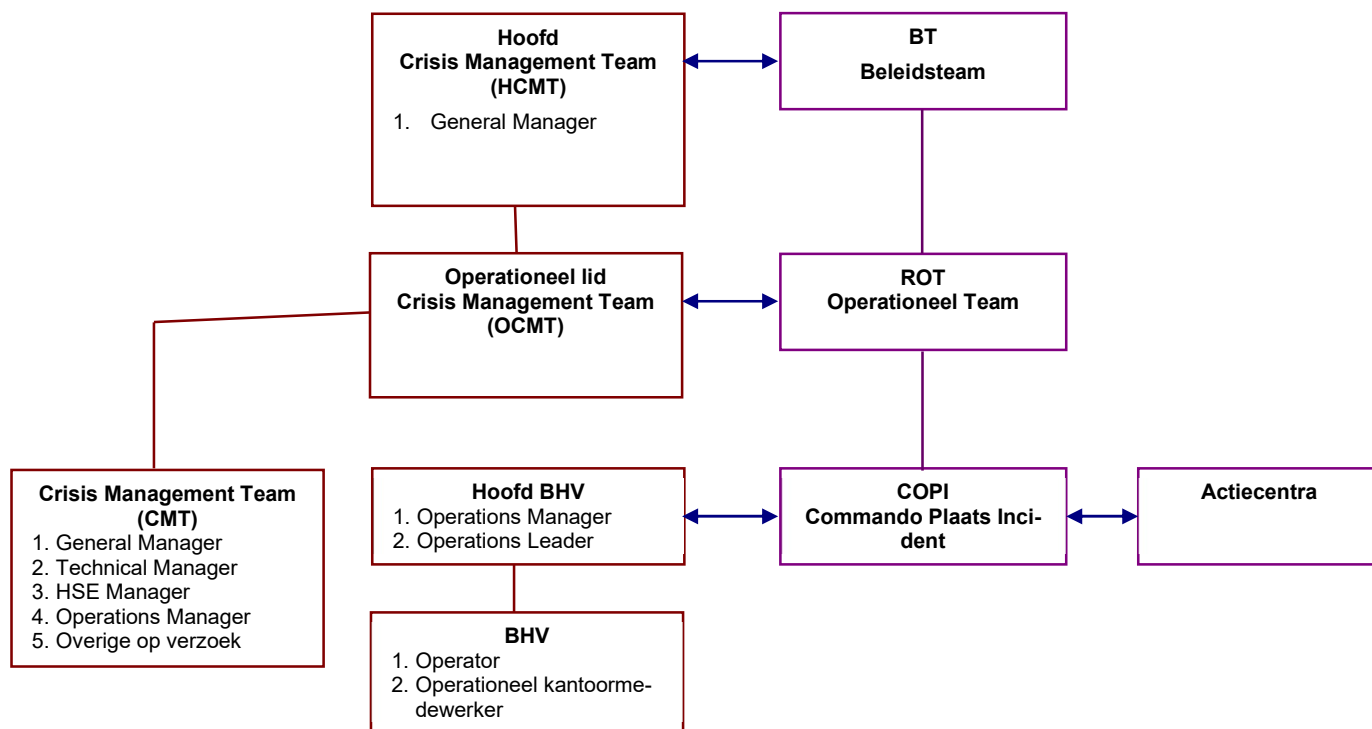 Hoofd
Crisis Management Team
(HCMT)
1. General Manager
BT
Beleidsteam
Operationeel lid
Crisis Management Team
(OCMT)
ROT
Operationeel Team
Crisis Management Team
(CMT)
1. General Manager
2. Technical Manager
3. HSE Manager
4. Operations Manager
5. Overige op verzoek
Hoofd BHV
1. Operations Manager
2. Operations Leader
COPI
Commando Plaats Inci-
dent
Actiecentra
BHV
1. Operator
2. Operationeel kantoorme-
dewerker